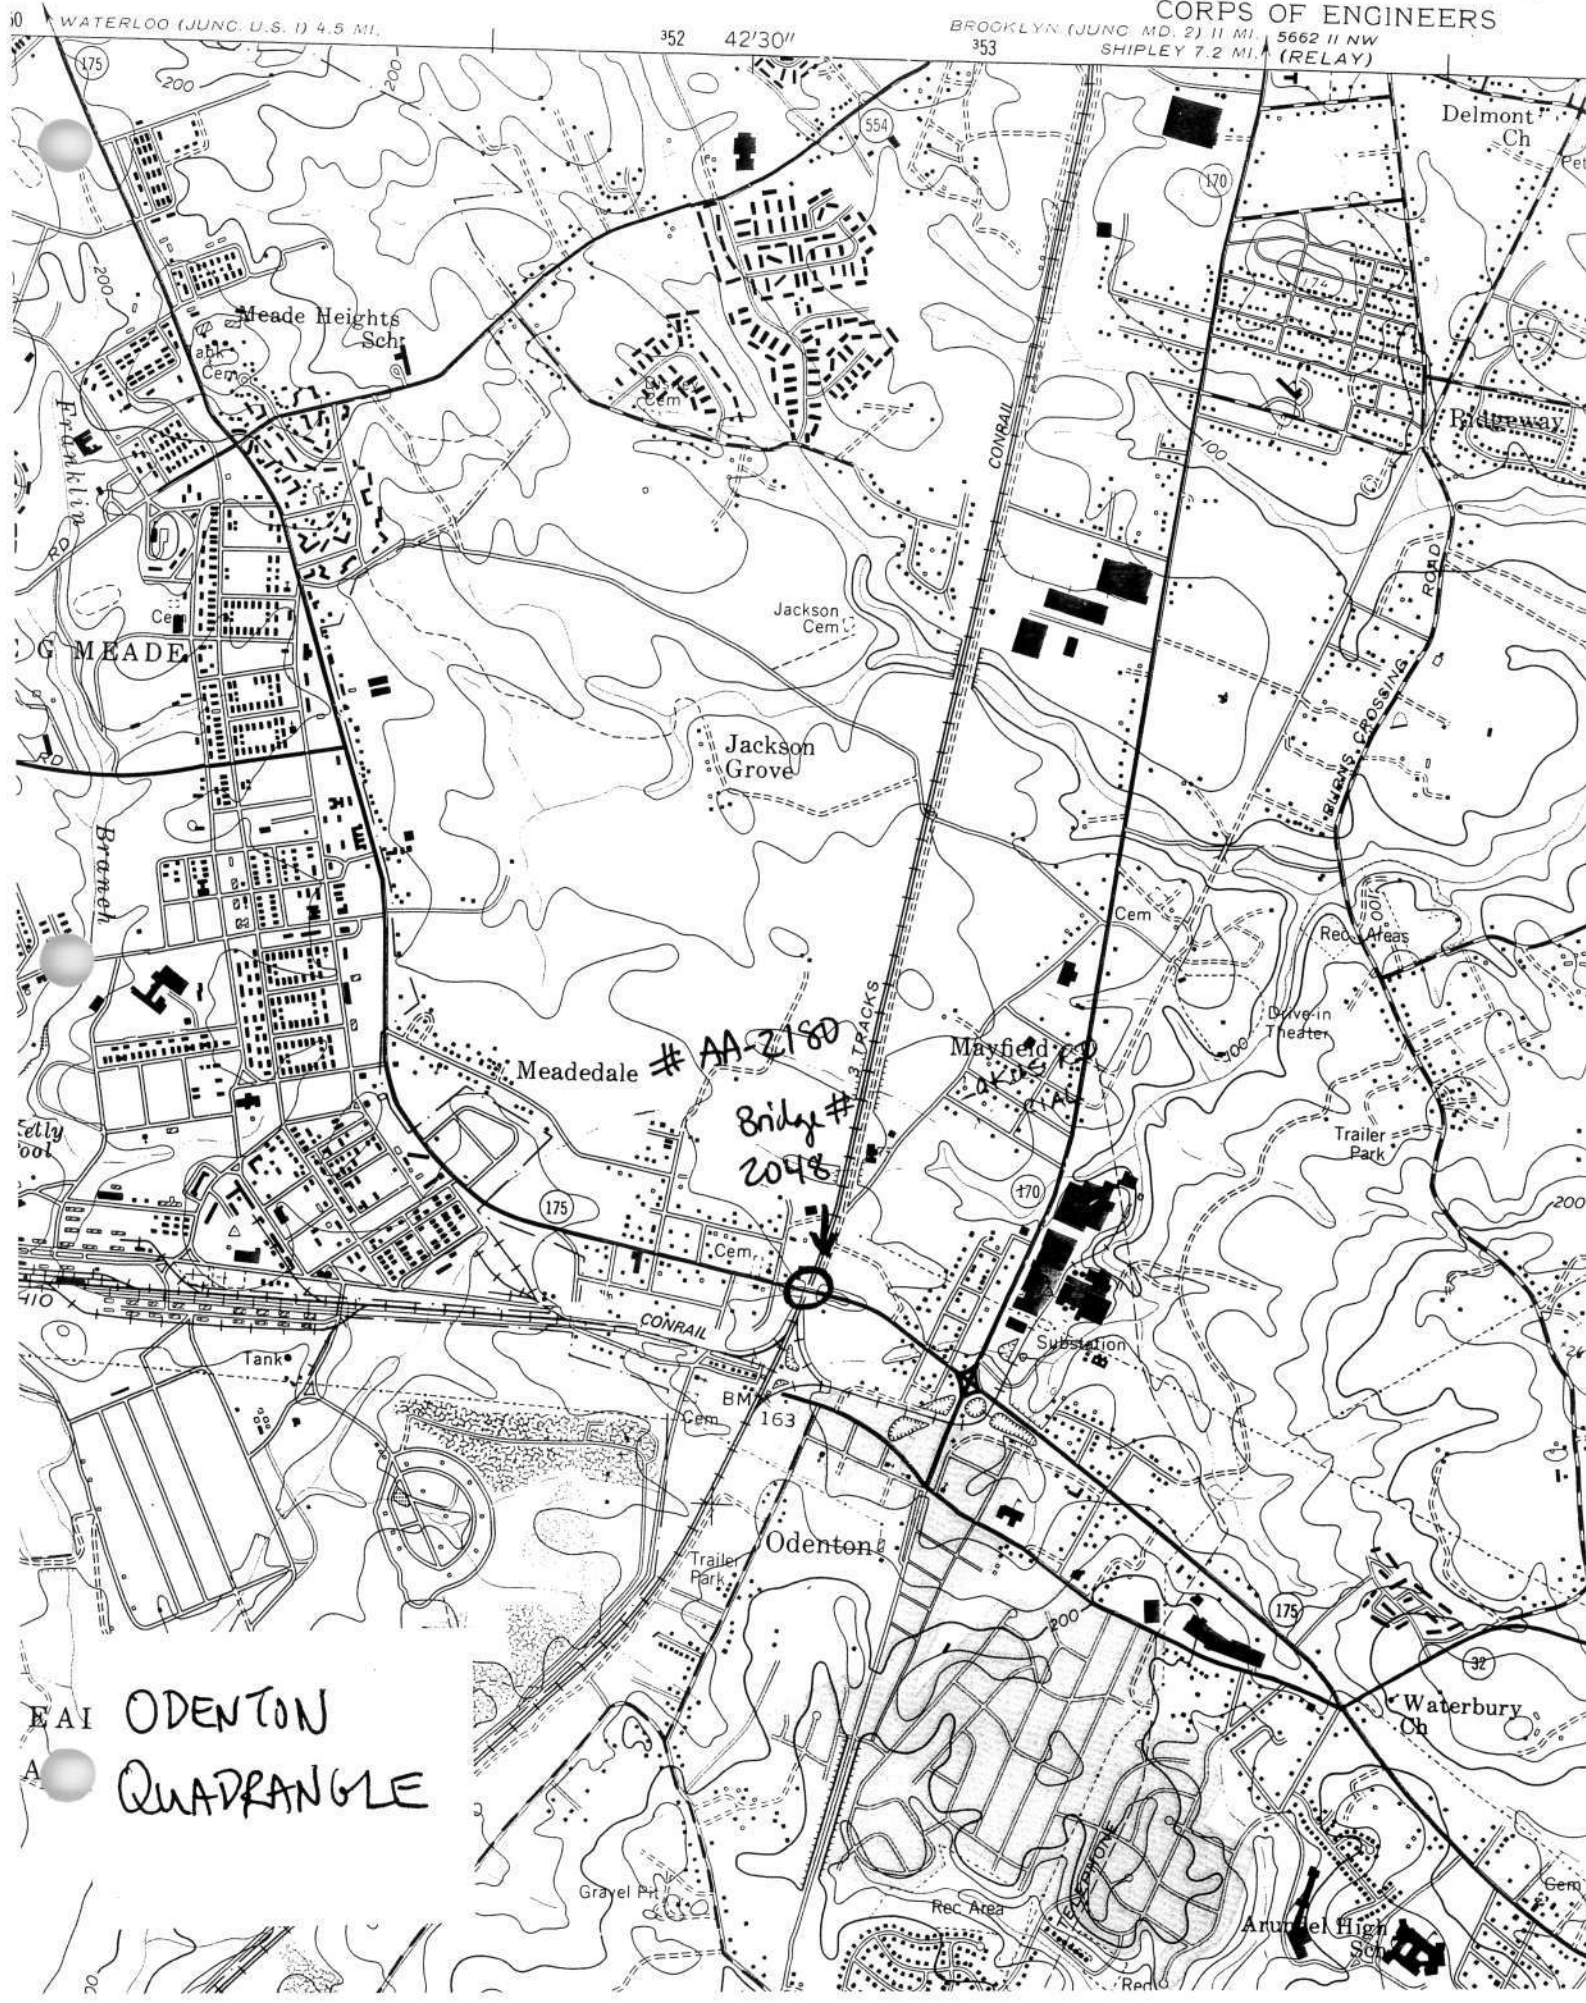 CORPS OF ENGINEERS
WATERLOO (JUNC. U.S. 1) 4.5 MI.
352
42'30"
BROOKLYN (JUNC. MD. 2) 11 MI.
353
5662 II NW
SHIPLEY 7.2 MI.
(RELAY)
175
200
200
554
170
Delmont
Ch
200
174
Meade Heights
Sch
Cem
Cem
CONRAIL
Ridgeway
100
Franklin
RD
ROAD
Jackson
Cem
G MEADE
BURNS CROSSING
RD
Jackson
Grove
Branch
Cem
100
Rec Areas
3 TRACKS
Drive-in
Theater
100
Mayfield
Meadedale
# AA-2180
Bridge #
2048
Trailer
Park
170
200
175
Cem
CONRAIL
Substation
Tank
BM
163
Cem
Odenton
Trailer
Park
200
175
32
Waterbury
Ch
ODENTON
QUADRANGLE
Gravel Pit
Rec Area
Arundel High
Sch
Cem